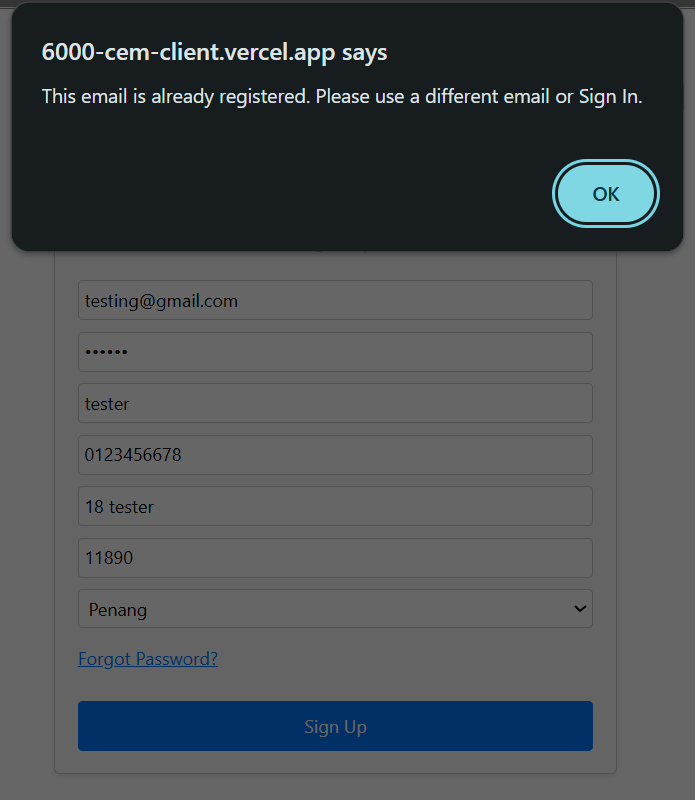 6000-cem-client.vercel.app says
This email is already registered. Please use a different email or Sign In.
OK
testing@gmail.com
••••••
tester
0123456678
18 tester
11890
Penang
Forgot Password?
Sign Up